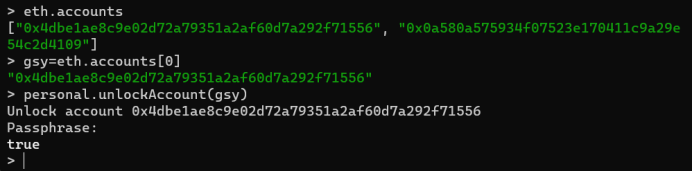 > eth.accounts
["0x4dbe1ae8c9e02d72a79351a2af60d7a292f71556", "0x0a580a575934f07523e170411c9a29e
54c2d4109"]
> gsy=eth.accounts[0]
"0x4dbe1ae8c9e02d72a79351a2af60d7a292f71556"
> personal.unlockAccount(gsy)
Unlock account 0x4dbe1ae8c9e02d72a79351a2af60d7a292f71556
Passphrase:
true
>